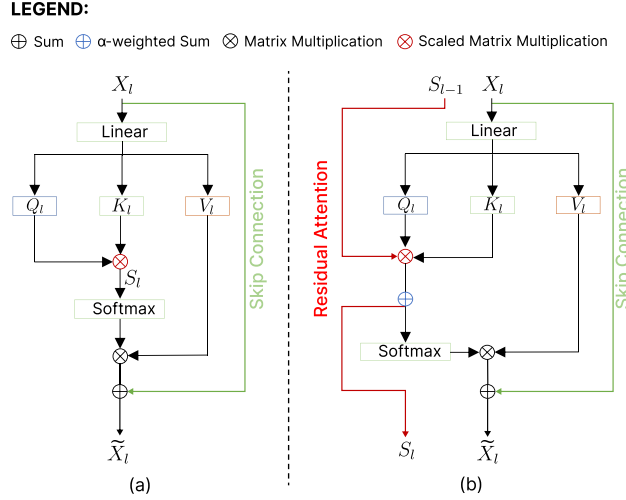 LEGEND:
Sum α-weighted Sum Matrix Multiplication Scaled Matrix Multiplication
X_l
Linear
Q_l K_l V_l
S_l
Softmax
Skip Connection
X̃_l
(a)
S_{l−1} X_l
Linear
Q_l K_l V_l
Residual Attention
Softmax
Skip Connection
S_l X̃_l
(b)